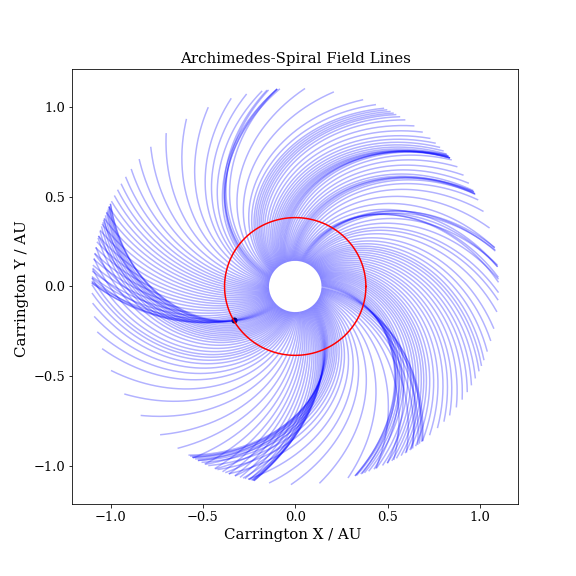 Archimedes-Spiral Field Lines
1.0
0.5
0.0
−0.5
−1.0
Carrington Y / AU
−1.0 −0.5 0.0 0.5 1.0
Carrington X / AU